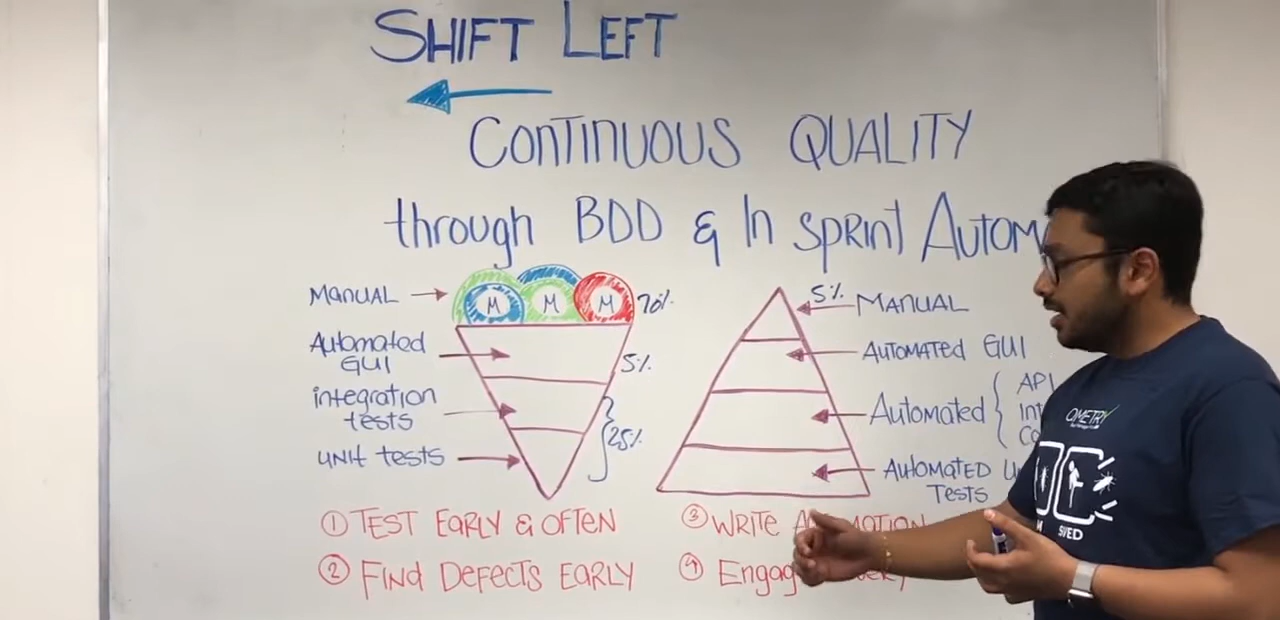 SHIFT LEFT
CONTINUOUS QUALITY
through BDD & In SPRINT AUTOM
MANUAL
M M M
70%
Automated
GUI
5%
integration
tests
25%
UNIT TESTS
5%
MANUAL
AUTOMATED GUI
Automated { API
Int
Co
AUTOMATED U
TESTS
① TEST EARLY & OFTEN
② FIND DEFECTS EARLY
③ WRITE
④ Engag
OMETRY
SVED